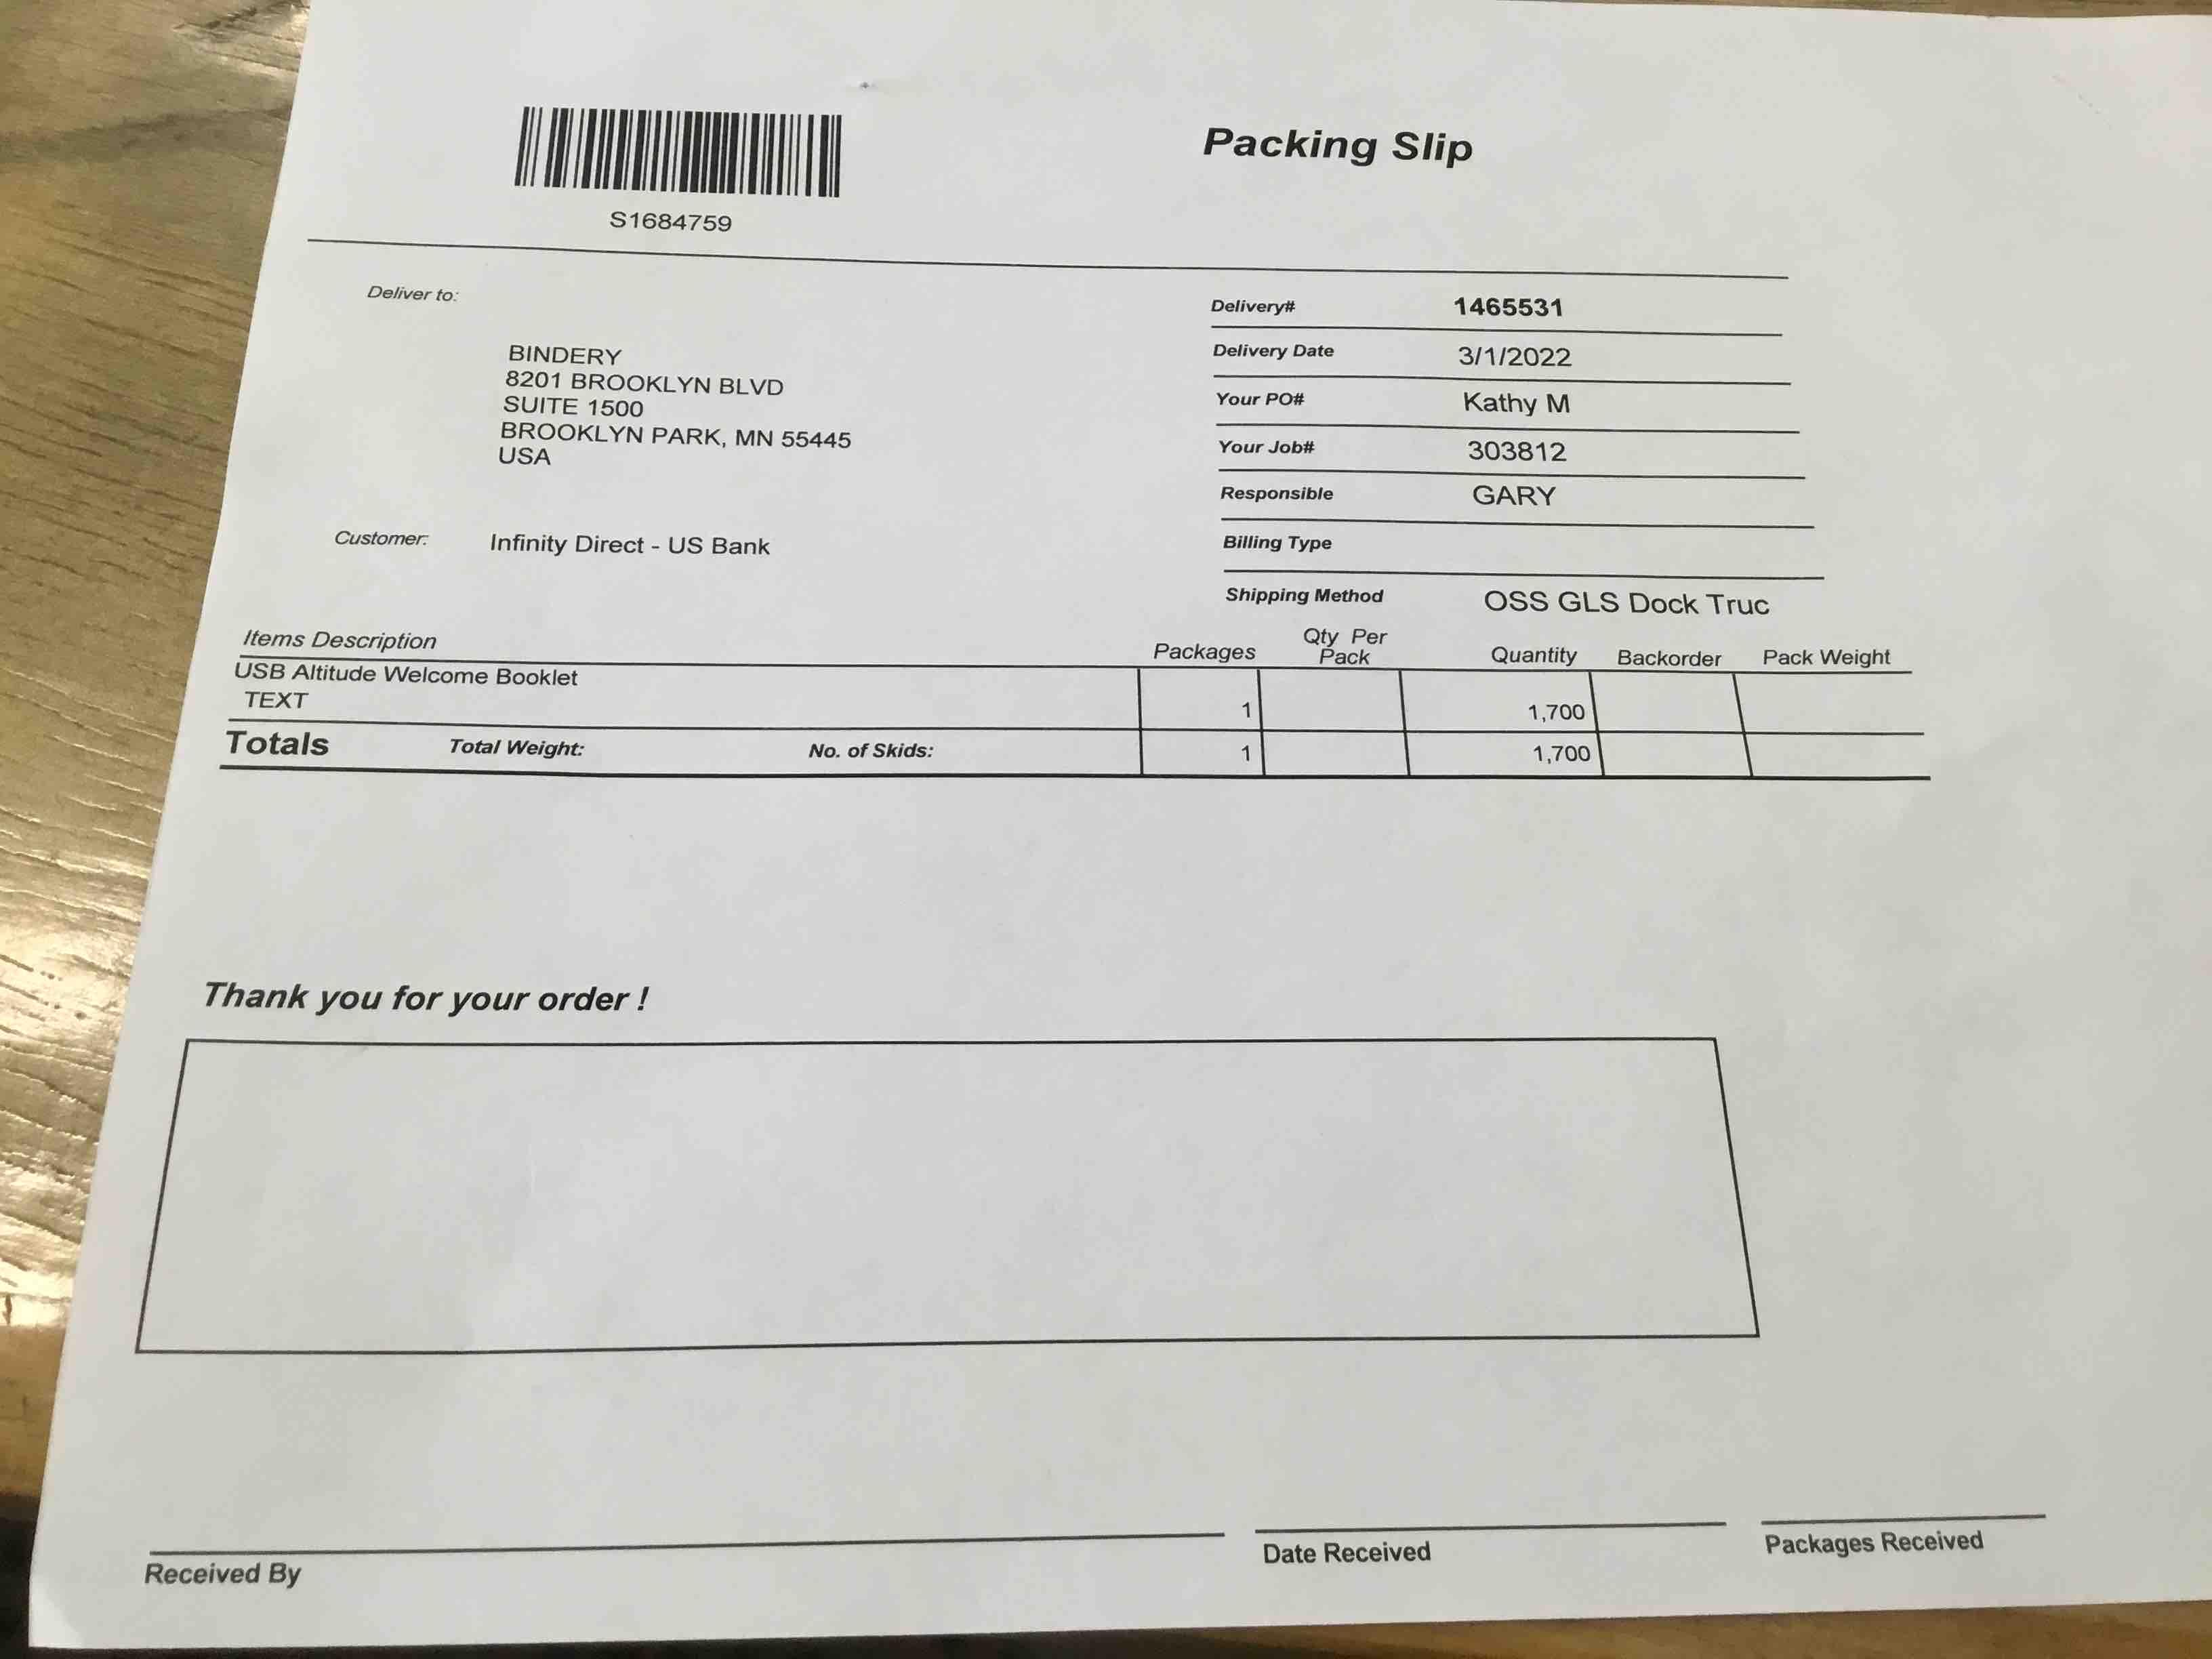 Packing Slip
S1684759
Deliver to:
BINDERY
8201 BROOKLYN BLVD
SUITE 1500
BROOKLYN PARK, MN 55445
USA
Customer: Infinity Direct - US Bank
Delivery# 1465531
Delivery Date 3/1/2022
Your PO# Kathy M
Your Job# 303812
Responsible GARY
Billing Type
Shipping Method OSS GLS Dock Truc
Items Description Packages Qty Per Pack Quantity Backorder Pack Weight
USB Altitude Welcome Booklet
TEXT 1 1,700
Totals Total Weight: No. of Skids: 1 1,700
Thank you for your order !
Received By Date Received Packages Received